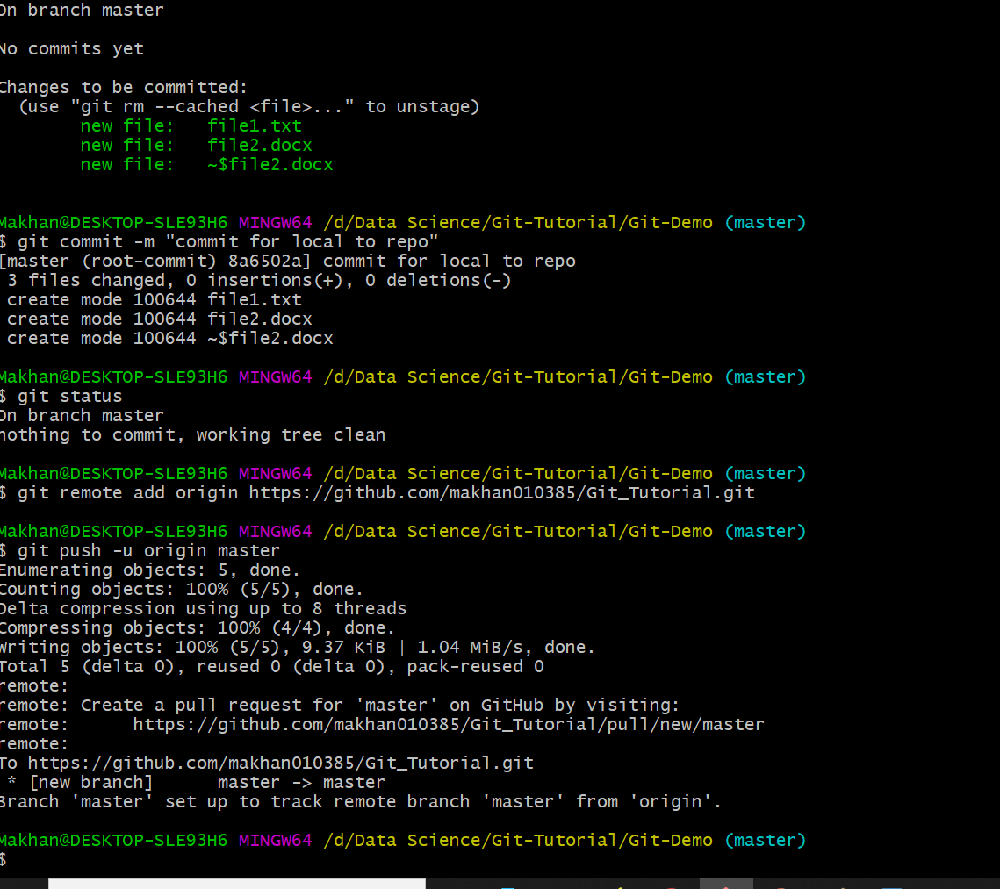 On branch master
No commits yet
Changes to be committed:
(use "git rm --cached <file>..." to unstage)
new file: file1.txt
new file: file2.docx
new file: ~$file2.docx
Makhan@DESKTOP-SLE93H6 MINGW64 /d/Data Science/Git-Tutorial/Git-Demo (master)
$ git commit -m "commit for local to repo"
[master (root-commit) 8a6502a] commit for local to repo
3 files changed, 0 insertions(+), 0 deletions(-)
create mode 100644 file1.txt
create mode 100644 file2.docx
create mode 100644 ~$file2.docx
Makhan@DESKTOP-SLE93H6 MINGW64 /d/Data Science/Git-Tutorial/Git-Demo (master)
$ git status
On branch master
nothing to commit, working tree clean
Makhan@DESKTOP-SLE93H6 MINGW64 /d/Data Science/Git-Tutorial/Git-Demo (master)
$ git remote add origin https://github.com/makhan010385/Git_Tutorial.git
Makhan@DESKTOP-SLE93H6 MINGW64 /d/Data Science/Git-Tutorial/Git-Demo (master)
$ git push -u origin master
Enumerating objects: 5, done.
Counting objects: 100% (5/5), done.
Delta compression using up to 8 threads
Compressing objects: 100% (4/4), done.
Writing objects: 100% (5/5), 9.37 KiB | 1.04 MiB/s, done.
Total 5 (delta 0), reused 0 (delta 0), pack-reused 0
remote:
remote: Create a pull request for 'master' on GitHub by visiting:
remote: https://github.com/makhan010385/Git_Tutorial/pull/new/master
remote:
To https://github.com/makhan010385/Git_Tutorial.git
* [new branch] master -> master
Branch 'master' set up to track remote branch 'master' from 'origin'.
Makhan@DESKTOP-SLE93H6 MINGW64 /d/Data Science/Git-Tutorial/Git-Demo (master)
$